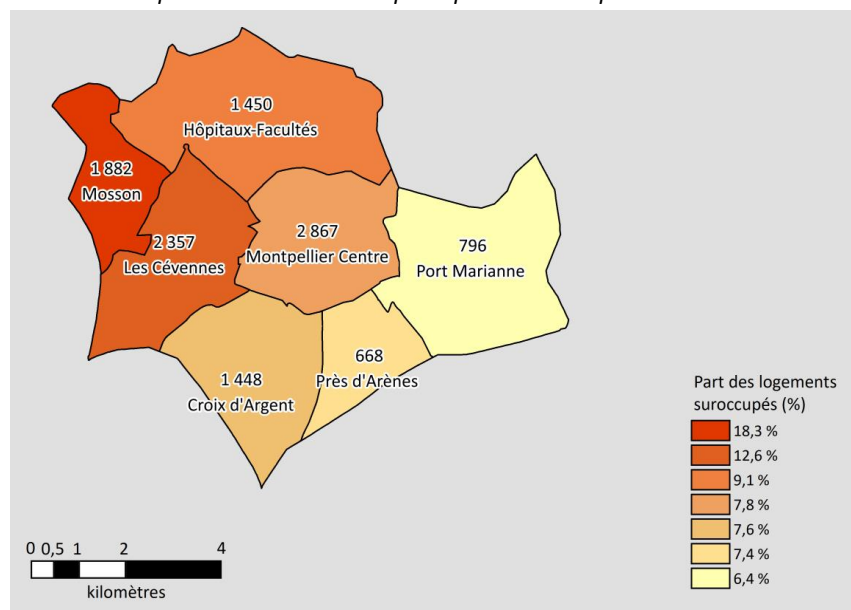 1 450
Hôpitaux-Facultés
1 882
Mosson
2 357
Les Cévennes
2 867
Montpellier Centre
796
Port Marianne
1 448
Croix d'Argent
668
Près d'Arènes
Part des logements
suroccupés (%)
18,3 %
12,6 %
9,1 %
7,8 %
7,6 %
7,4 %
6,4 %
0 0,5 1 2 4
kilomètres